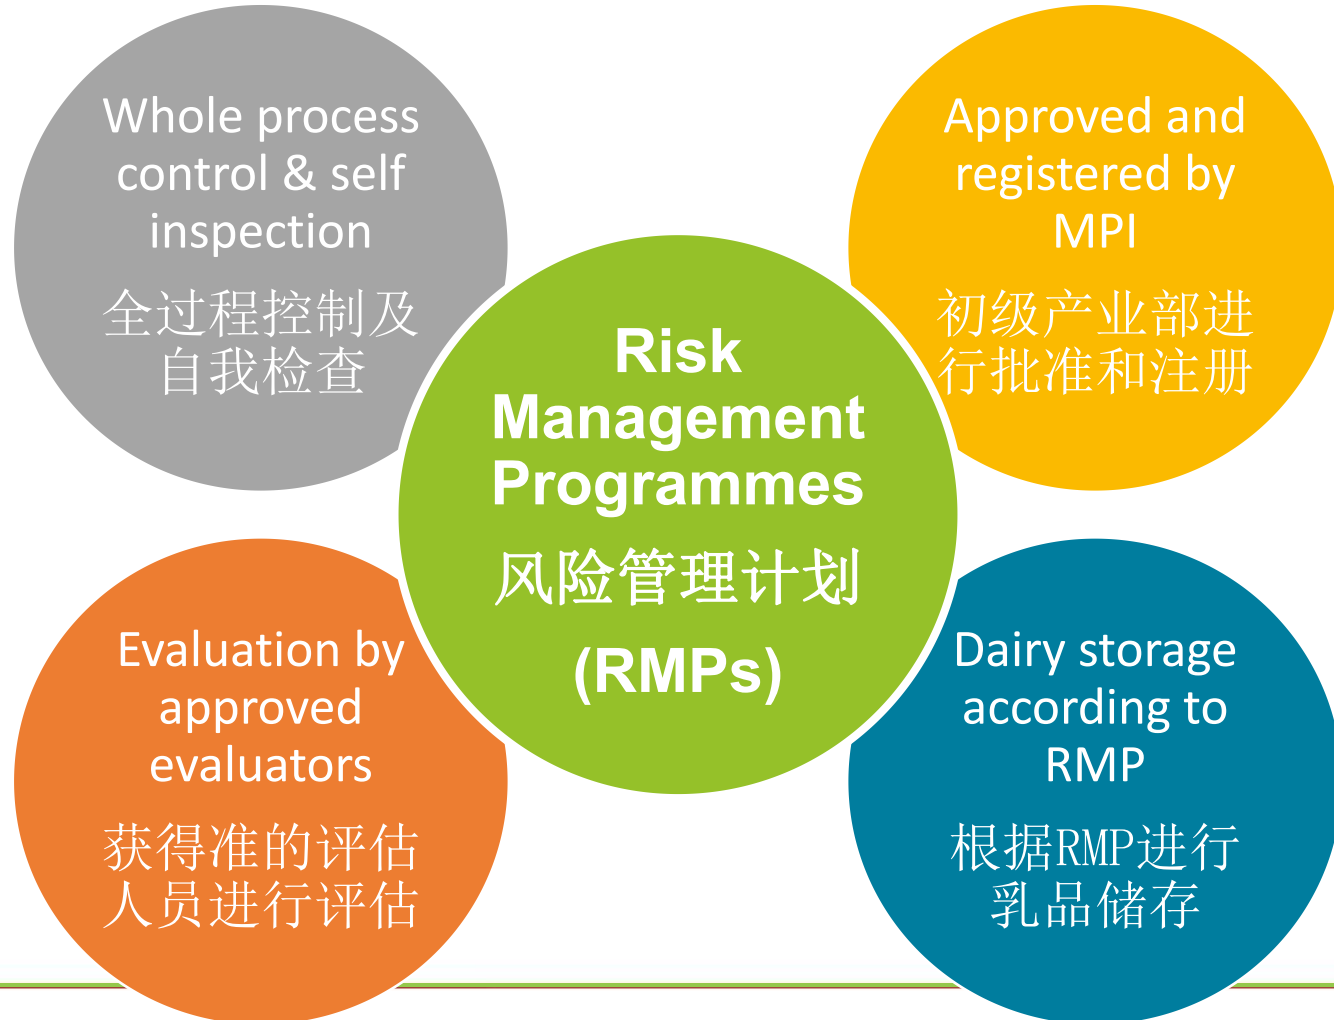 Whole process
control & self
inspection
全过程控制及
自我检查
Approved and
registered by
MPI
初级产业部进
行批准和注册
Risk
Management
Programmes
风险管理计划
(RMPs)
Evaluation by
approved
evaluators
获得准的评估
人员进行评估
Dairy storage
according to
RMP
根据RMP进行
乳品储存